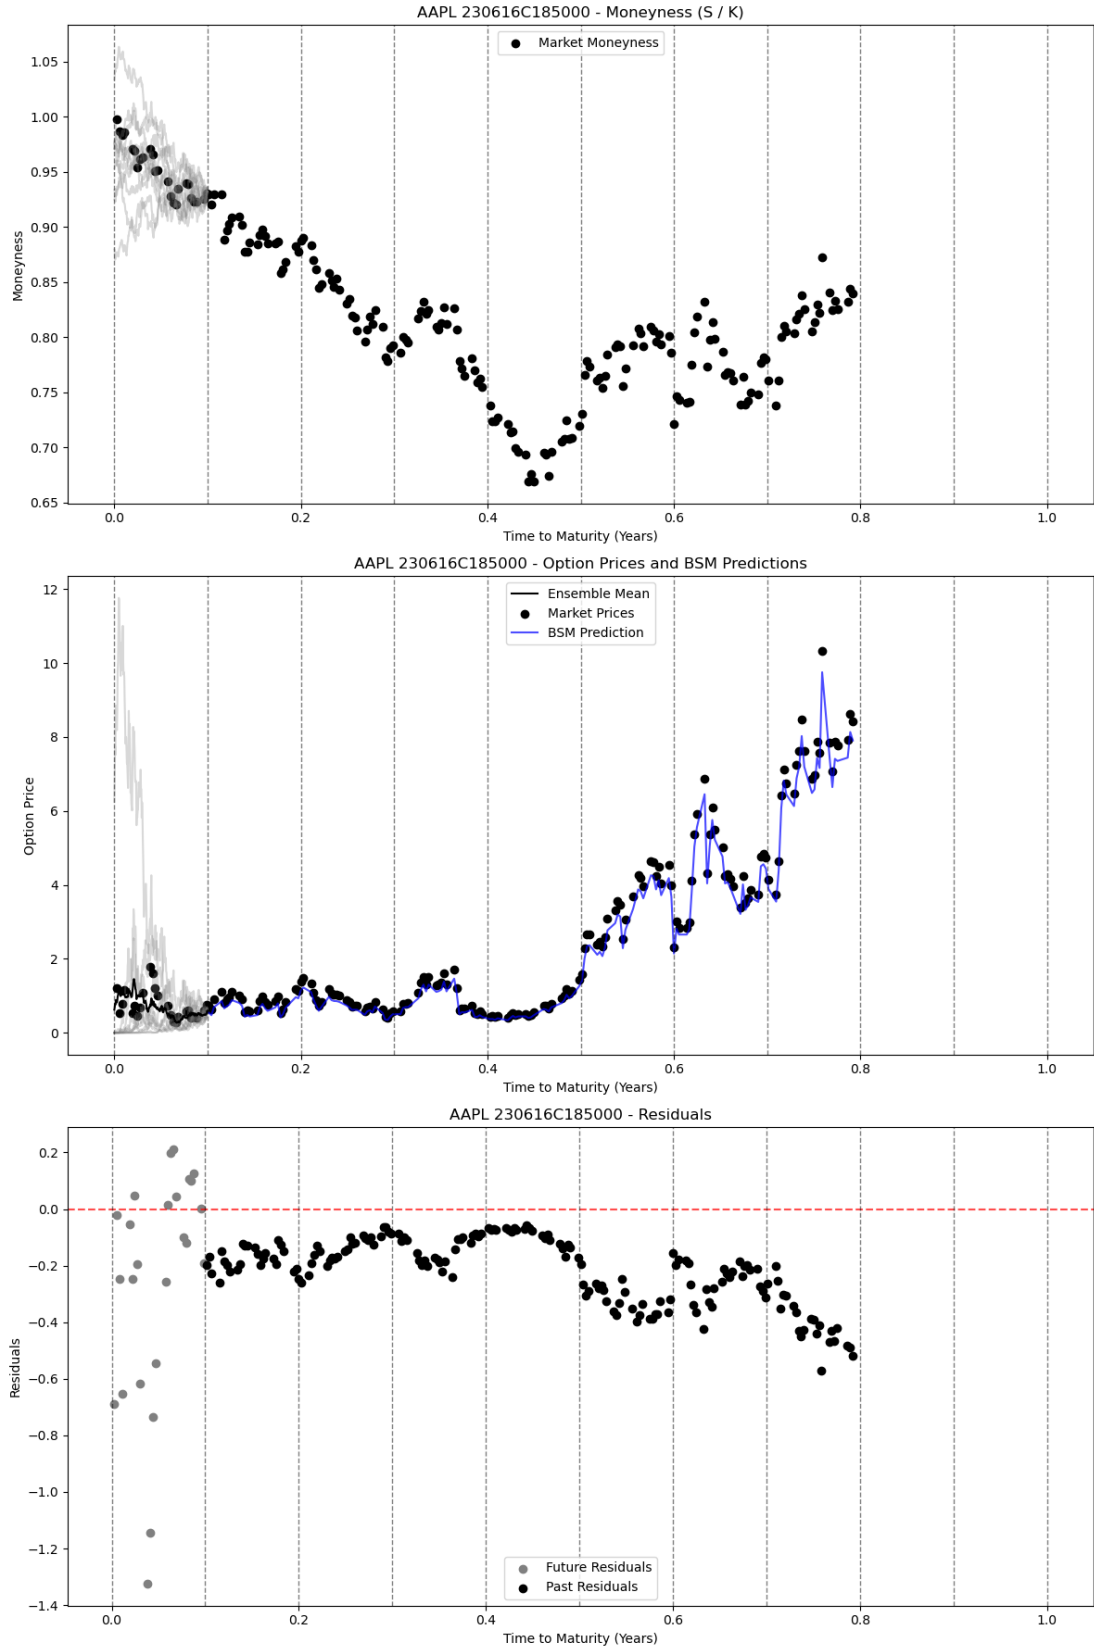 AAPL 230616C185000 - Moneyness (S / K)
Market Moneyness
1.05
1.00
0.95
0.90
0.85
0.80
0.75
0.70
0.65
Moneyness
0.0 0.2 0.4 0.6 0.8 1.0
Time to Maturity (Years)
AAPL 230616C185000 - Option Prices and BSM Predictions
Ensemble Mean
Market Prices
BSM Prediction
12
10
8
6
4
2
0
Option Price
0.0 0.2 0.4 0.6 0.8 1.0
Time to Maturity (Years)
AAPL 230616C185000 - Residuals
0.2
0.0
−0.2
−0.4
−0.6
−0.8
−1.0
−1.2
−1.4
Residuals
Future Residuals
Past Residuals
0.0 0.2 0.4 0.6 0.8 1.0
Time to Maturity (Years)